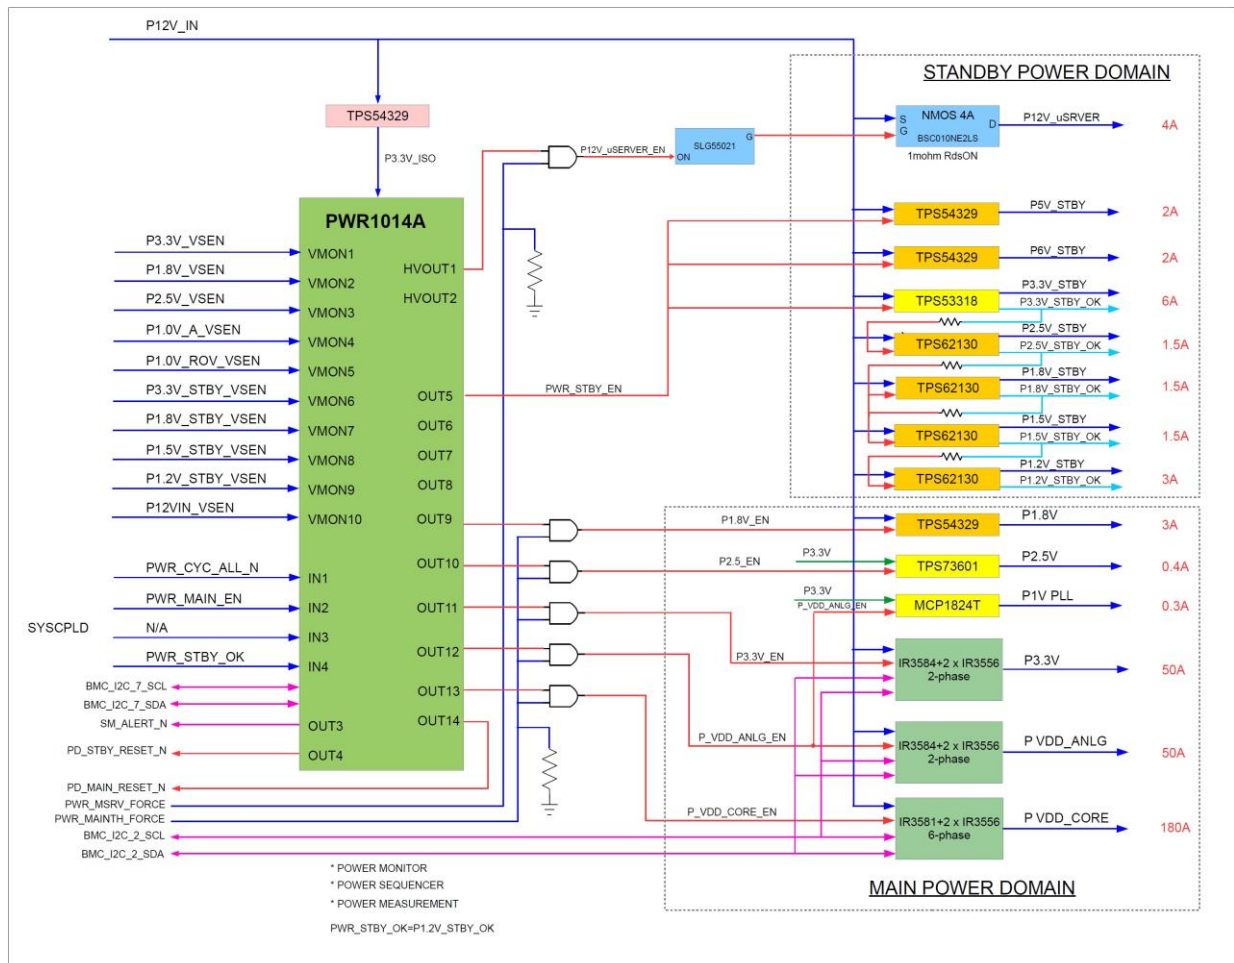 P12V_IN
STANDBY POWER DOMAIN
TPS54329
P3.3V_ISO
P12V_uSERVER_EN
ON
SLG55021
G
S
G
NMOS 4A
D
BSC010NE2LS
1mohm RdsON
P12V_uSRVER
4A
PWR1014A
P3.3V_VSEN
VMON1
P1.8V_VSEN
VMON2
P2.5V_VSEN
VMON3
P1.0V_A_VSEN
VMON4
P1.0V_ROV_VSEN
VMON5
P3.3V_STBY_VSEN
VMON6
P1.8V_STBY_VSEN
VMON7
P1.5V_STBY_VSEN
VMON8
P1.2V_STBY_VSEN
VMON9
P12VIN_VSEN
VMON10
PWR_CYC_ALL_N
IN1
PWR_MAIN_EN
IN2
SYSCPLD
N/A
IN3
PWR_STBY_OK
IN4
BMC_I2C_7_SCL
BMC_I2C_7_SDA
SM_ALERT_N
OUT3
PD_STBY_RESET_N
OUT4
PD_MAIN_RESET_N
PWR_MSRV_FORCE
PWR_MAINTH_FORCE
BMC_I2C_2_SCL
BMC_I2C_2_SDA
HVOUT1
HVOUT2
OUT5
OUT6
OUT7
OUT8
OUT9
OUT10
OUT11
OUT12
OUT13
OUT14
PWR_STBY_EN
TPS54329
P5V_STBY
2A
TPS54329
P6V_STBY
2A
TPS53318
P3.3V_STBY
P3.3V_STBY_OK
6A
TPS62130
P2.5V_STBY
P2.5V_STBY_OK
1.5A
TPS62130
P1.8V_STBY
P1.8V_STBY_OK
1.5A
TPS62130
P1.5V_STBY
P1.5V_STBY_OK
1.5A
TPS62130
P1.2V_STBY
P1.2V_STBY_OK
3A
P1.8V_EN
TPS54329
P1.8V
3A
P2.5_EN
P3.3V
TPS73601
P2.5V
0.4A
P3.3V
P_VDD_ANLG_EN
MCP1824T
P1V PLL
0.3A
P3.3V_EN
IR3584+2 x IR3556
2-phase
P3.3V
50A
P_VDD_ANLG_EN
IR3584+2 x IR3556
2-phase
P VDD_ANLG
50A
P_VDD_CORE_EN
IR3581+2 x IR3556
6-phase
P VDD_CORE
180A
MAIN POWER DOMAIN
* POWER MONITOR
* POWER SEQUENCER
* POWER MEASUREMENT
PWR_STBY_OK=P1.2V_STBY_OK